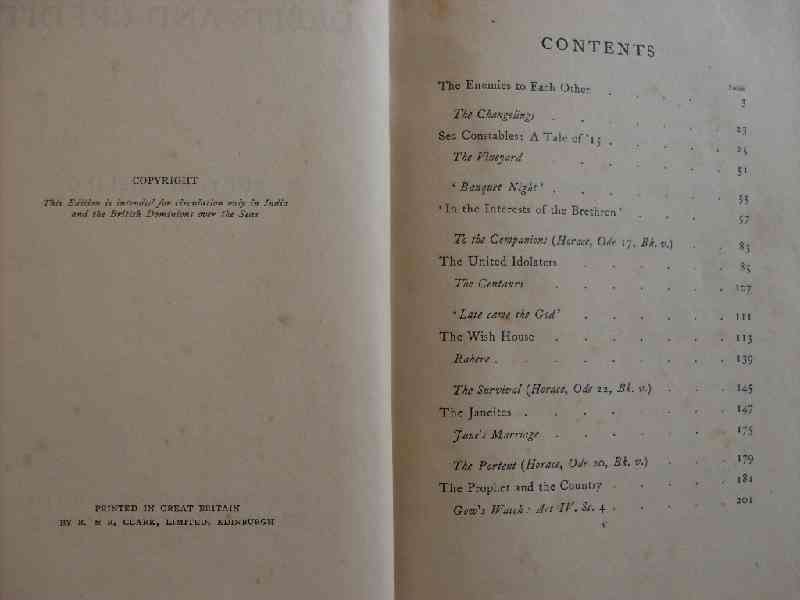 COPYRIGHT
This Edition is intended for circulation only in India
and the British Dominions over the Seas
PRINTED IN GREAT BRITAIN
BY R. & R. CLARK, LIMITED, EDINBURGH
CONTENTS
PAGE
The Enemies to Each Other . . . . 3
The Changelings . . . . . 23
Sea Constables: A Tale of '15 . . . . 25
The Vineyard . . . . . 51
'Banquet Night' . . . . . 55
'In the Interests of the Brethren' . . . 57
To the Companions (Horace, Ode 17, Bk. v.) . . 83
The United Idolaters . . . . . 85
The Centaurs . . . . . . 107
'Late came the God' . . . . . 111
The Wish House . . . . . . 113
Rahere . . . . . . . 139
The Survival (Horace, Ode 22, Bk. v.) . . . 145
The Janeites . . . . . . . 147
Jane's Marriage . . . . . . 175
The Portent (Horace, Ode 20, Bk. v.) . . . 179
The Prophet and the Country . . . . . 181
Gow's Watch: Act IV. Sc. 4 . . . . . 201
v